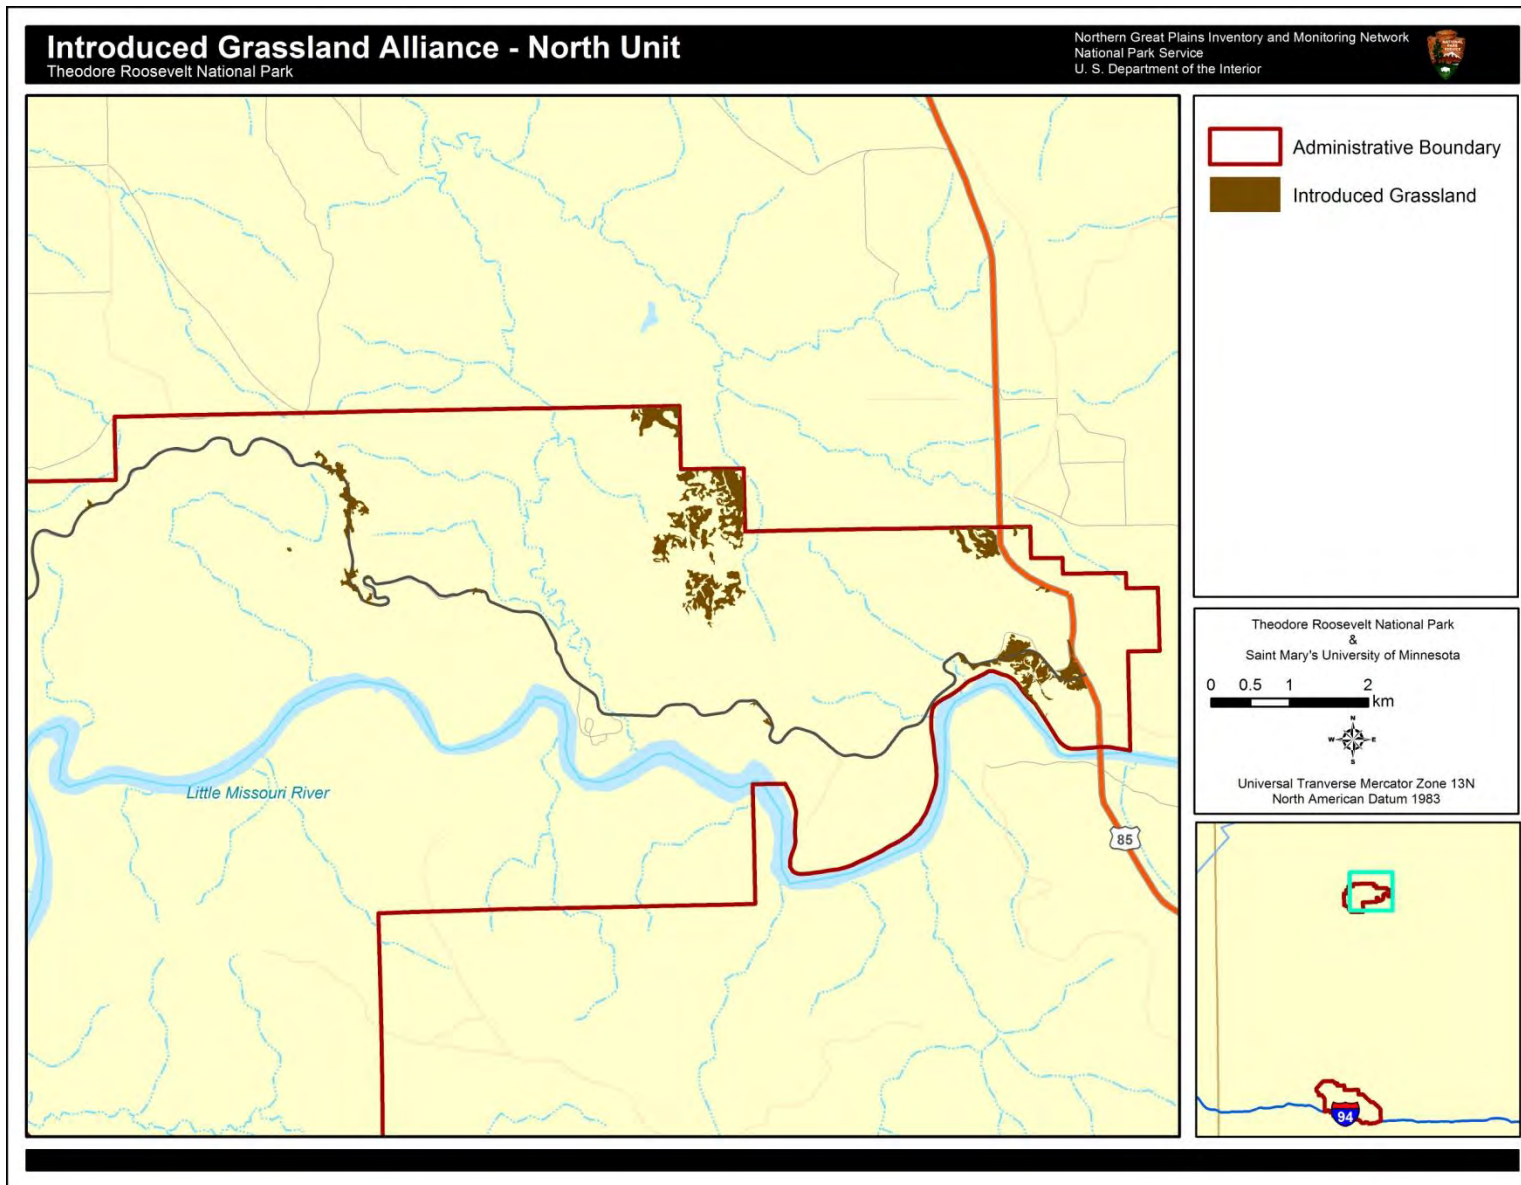 Introduced Grassland Alliance - North Unit
Theodore Roosevelt National Park
Northern Great Plains Inventory and Monitoring Network
National Park Service
U. S. Department of the Interior
Administrative Boundary
Introduced Grassland
Little Missouri River
85
Theodore Roosevelt National Park
&
Saint Mary's University of Minnesota
0 0.5 1 2
km
N
W E
S
Universal Tranverse Mercator Zone 13N
North American Datum 1983
94